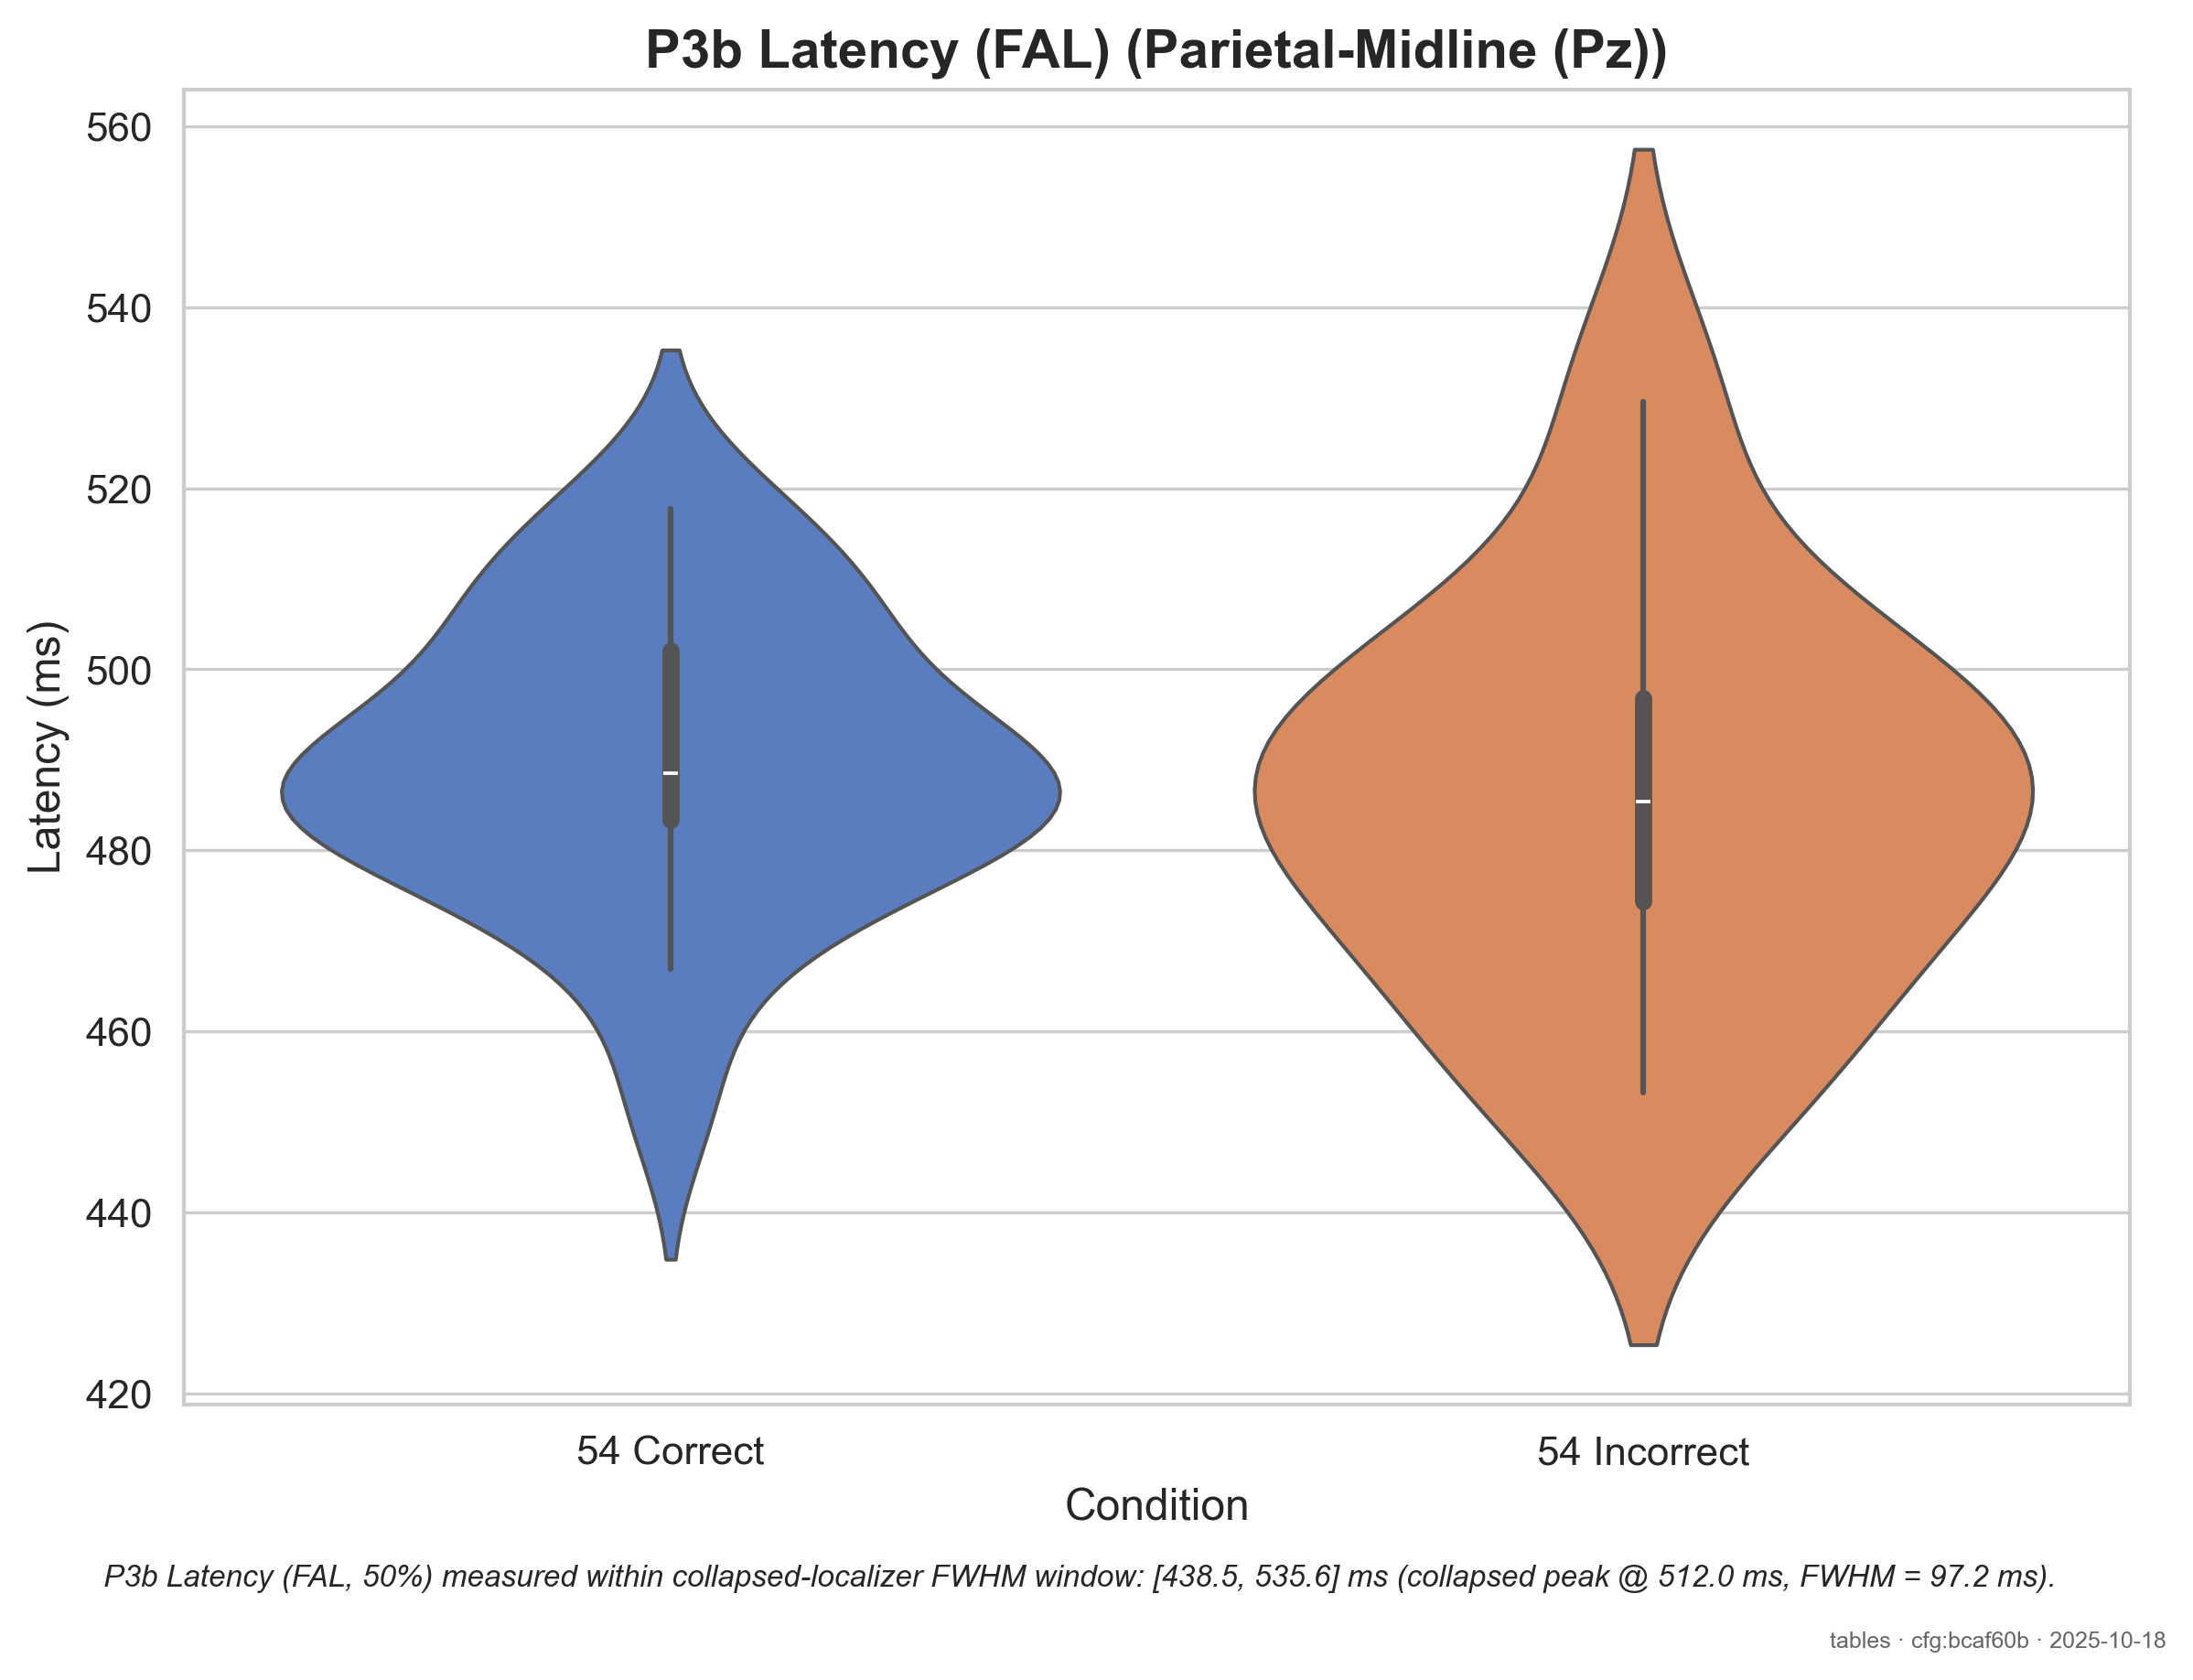 P3b Latency (FAL) (Parietal-Midline (Pz))
Latency (ms)
560
540
520
500
480
460
440
420
54 Correct
54 Incorrect
Condition
P3b Latency (FAL, 50%) measured within collapsed-localizer FWHM window: [438.5, 535.6] ms (collapsed peak @ 512.0 ms, FWHM = 97.2 ms).
tables · cfg:bcaf60b · 2025-10-18